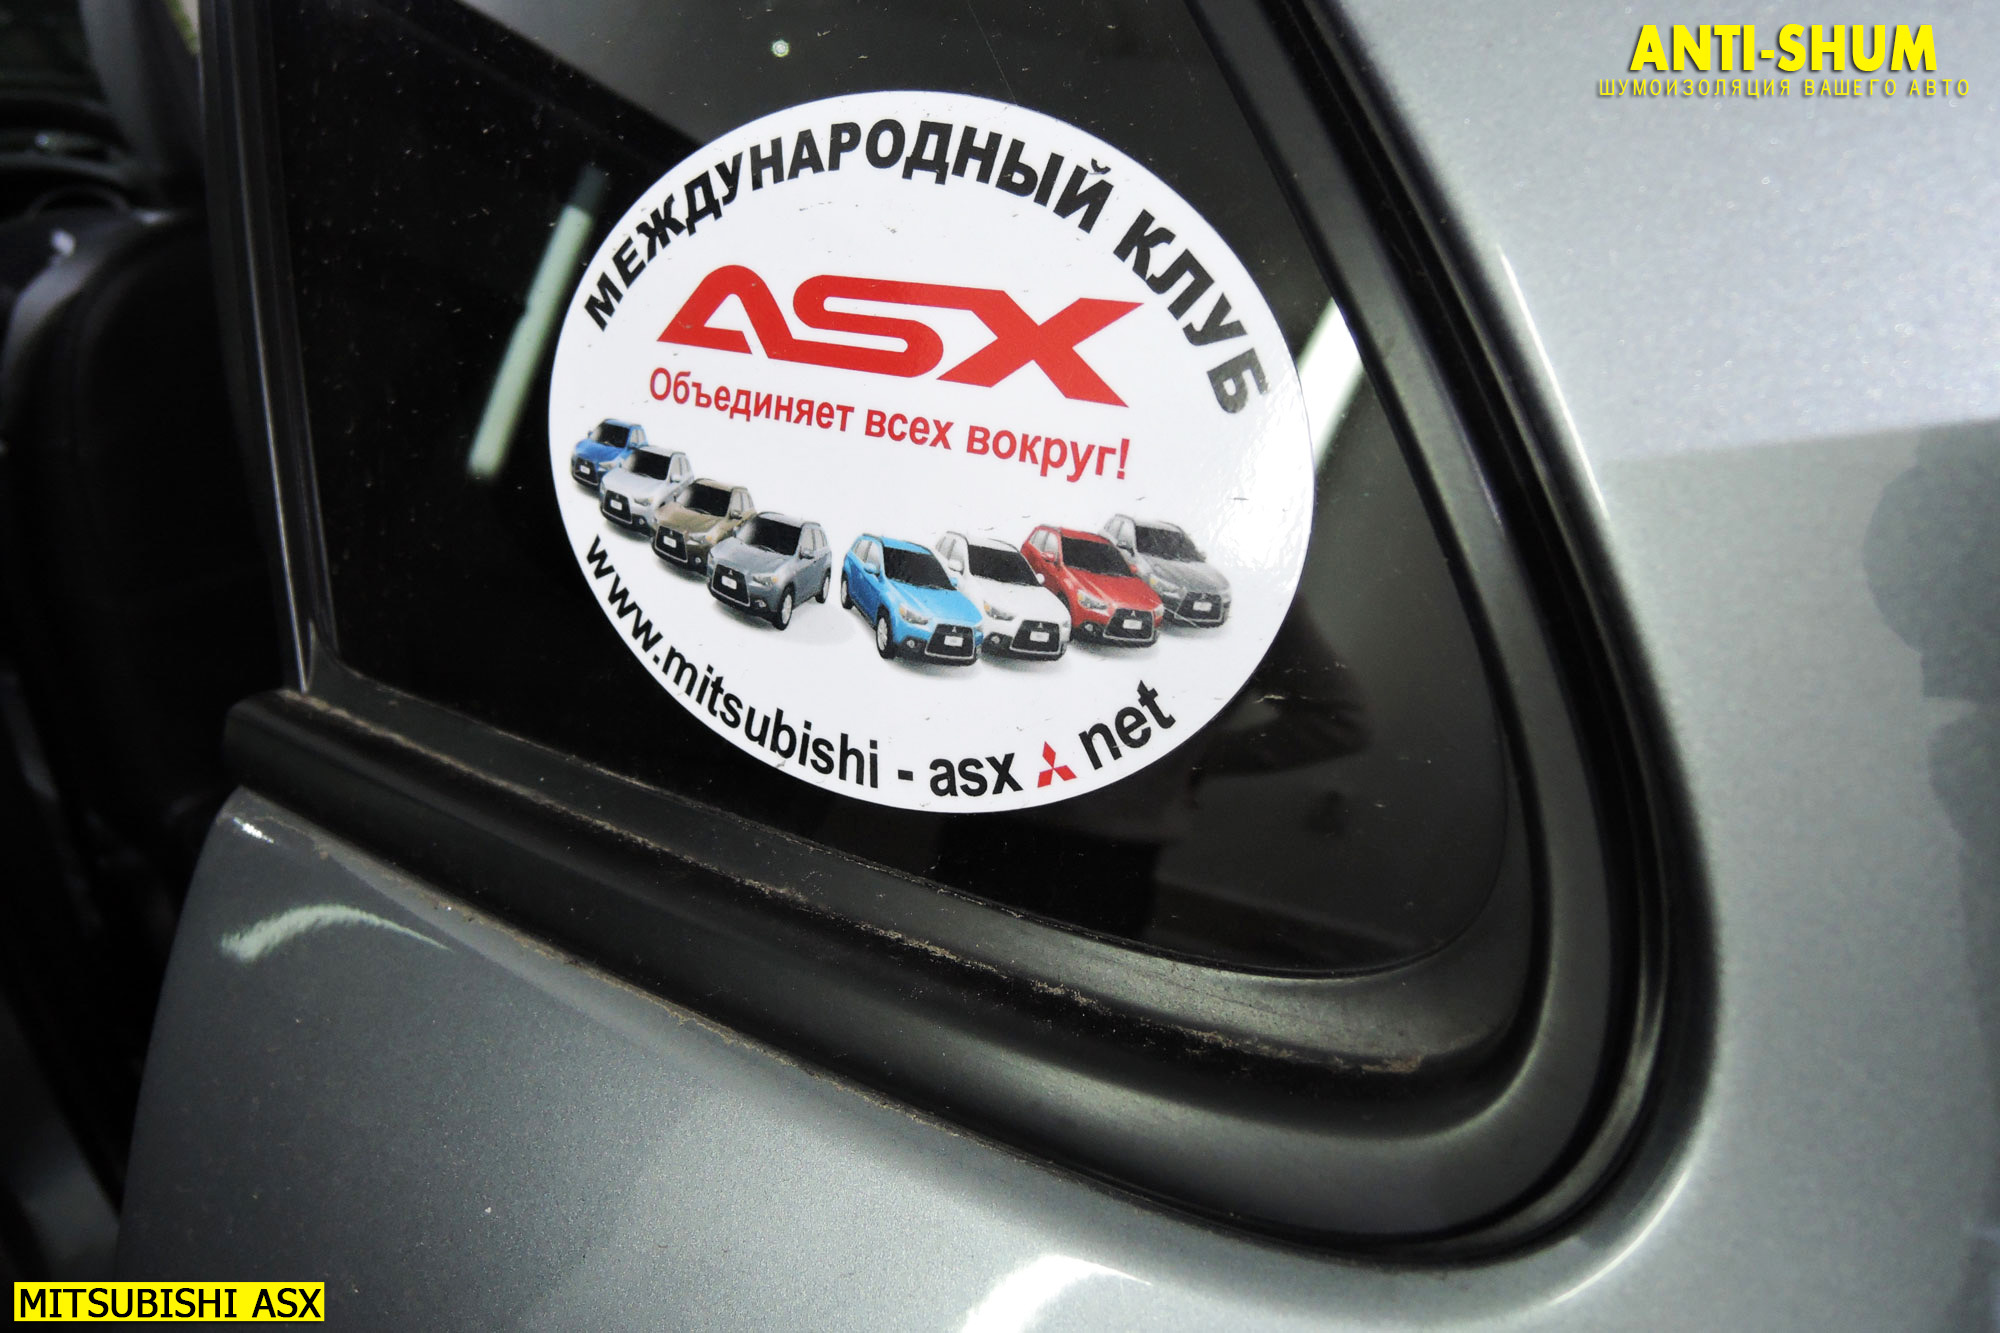 ANTI-SHUM
ШУМОИЗОЛЯЦИЯ ВАШЕГО АВТО
МЕЖДУНАРОДНЫЙ КЛУБ
ASX
Объединяет всех вокруг!
www.mitsubishi - asx net
MITSUBISHI ASX